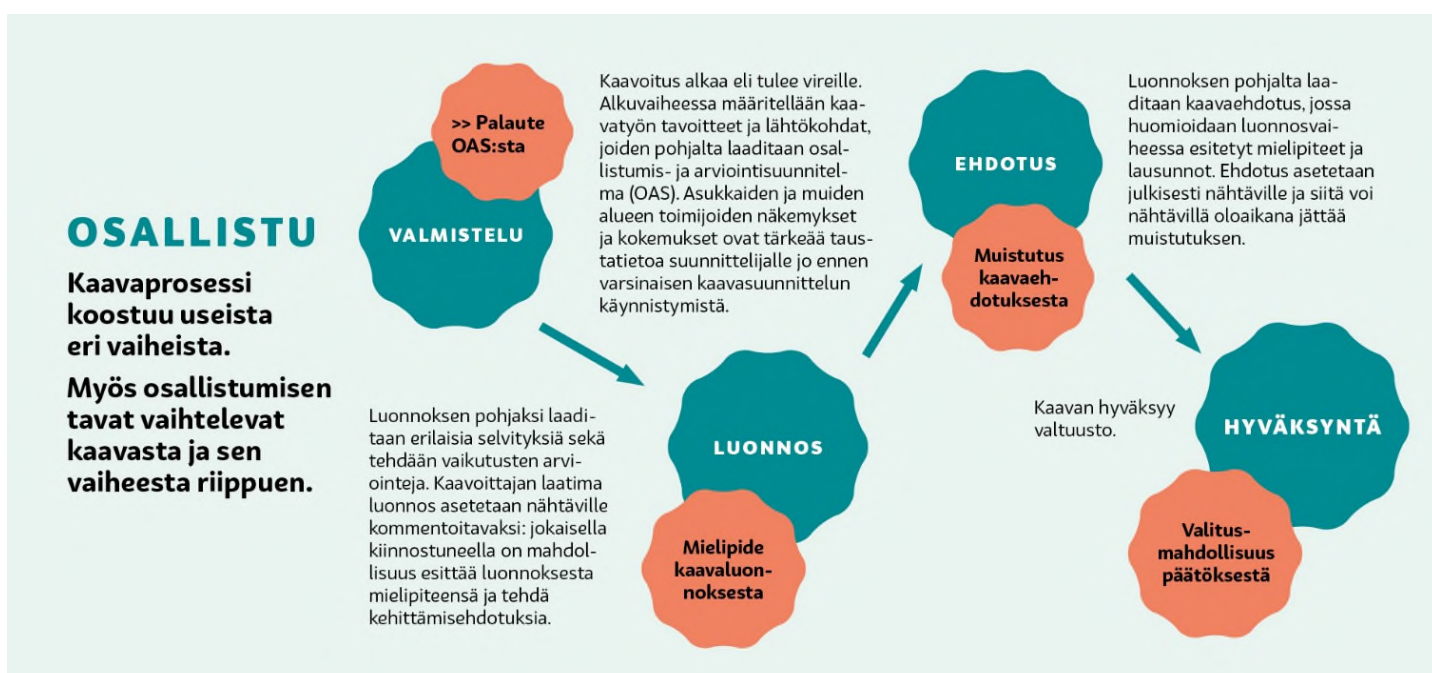 OSALLISTU
Kaavaprosessi
koostuu useista
eri vaiheista.
Myös osallistumisen
tavat vaihtelevat
kaavasta ja sen
vaiheesta riippuen.
>> Palaute
OAS:sta
VALMISTELU
Kaavoitus alkaa eli tulee vireille.
Alkuvaiheessa määritellään kaa-
vatyön tavoitteet ja lähtökohdat,
joiden pohjalta laaditaan osal-
listumis- ja arviointisuunnitel-
ma (OAS). Asukkaiden ja muiden
alueen toimijoiden näkemykset
ja kokemukset ovat tärkeää taus-
tatietoa suunnittelijalle jo ennen
varsinaisen kaavasuunnittelun
käynnistymistä.
Luonnoksen pohjaksi laadi-
taan erilaisia selvityksiä sekä
tehdään vaikutusten arvi-
ointeja. Kaavoittajan laatima
luonnos asetetaan nähtäville
kommentoitavaksi: jokaisella
kiinnostuneella on mahdol-
lisuus esittää luonnoksesta
mielipiteensä ja tehdä
kehittämisehdotuksia.
LUONNOS
Mielipide
kaavaluon-
noksesta
EHDOTUS
Muistutus
kaavaeh-
dotuksesta
Luonnoksen pohjalta laa-
ditaan kaavaehdotus, jossa
huomioidaan luonnosvai-
heessa esitetyt mielipiteet ja
lausunnot. Ehdotus asetetaan
julkisesti nähtäville ja siitä voi
nähtävillä oloaikana jättää
muistutuksen.
Kaavan hyväksyy
valtuusto.
HYVÄKSYNTÄ
Valitus-
mahdollisuus
päätöksestä